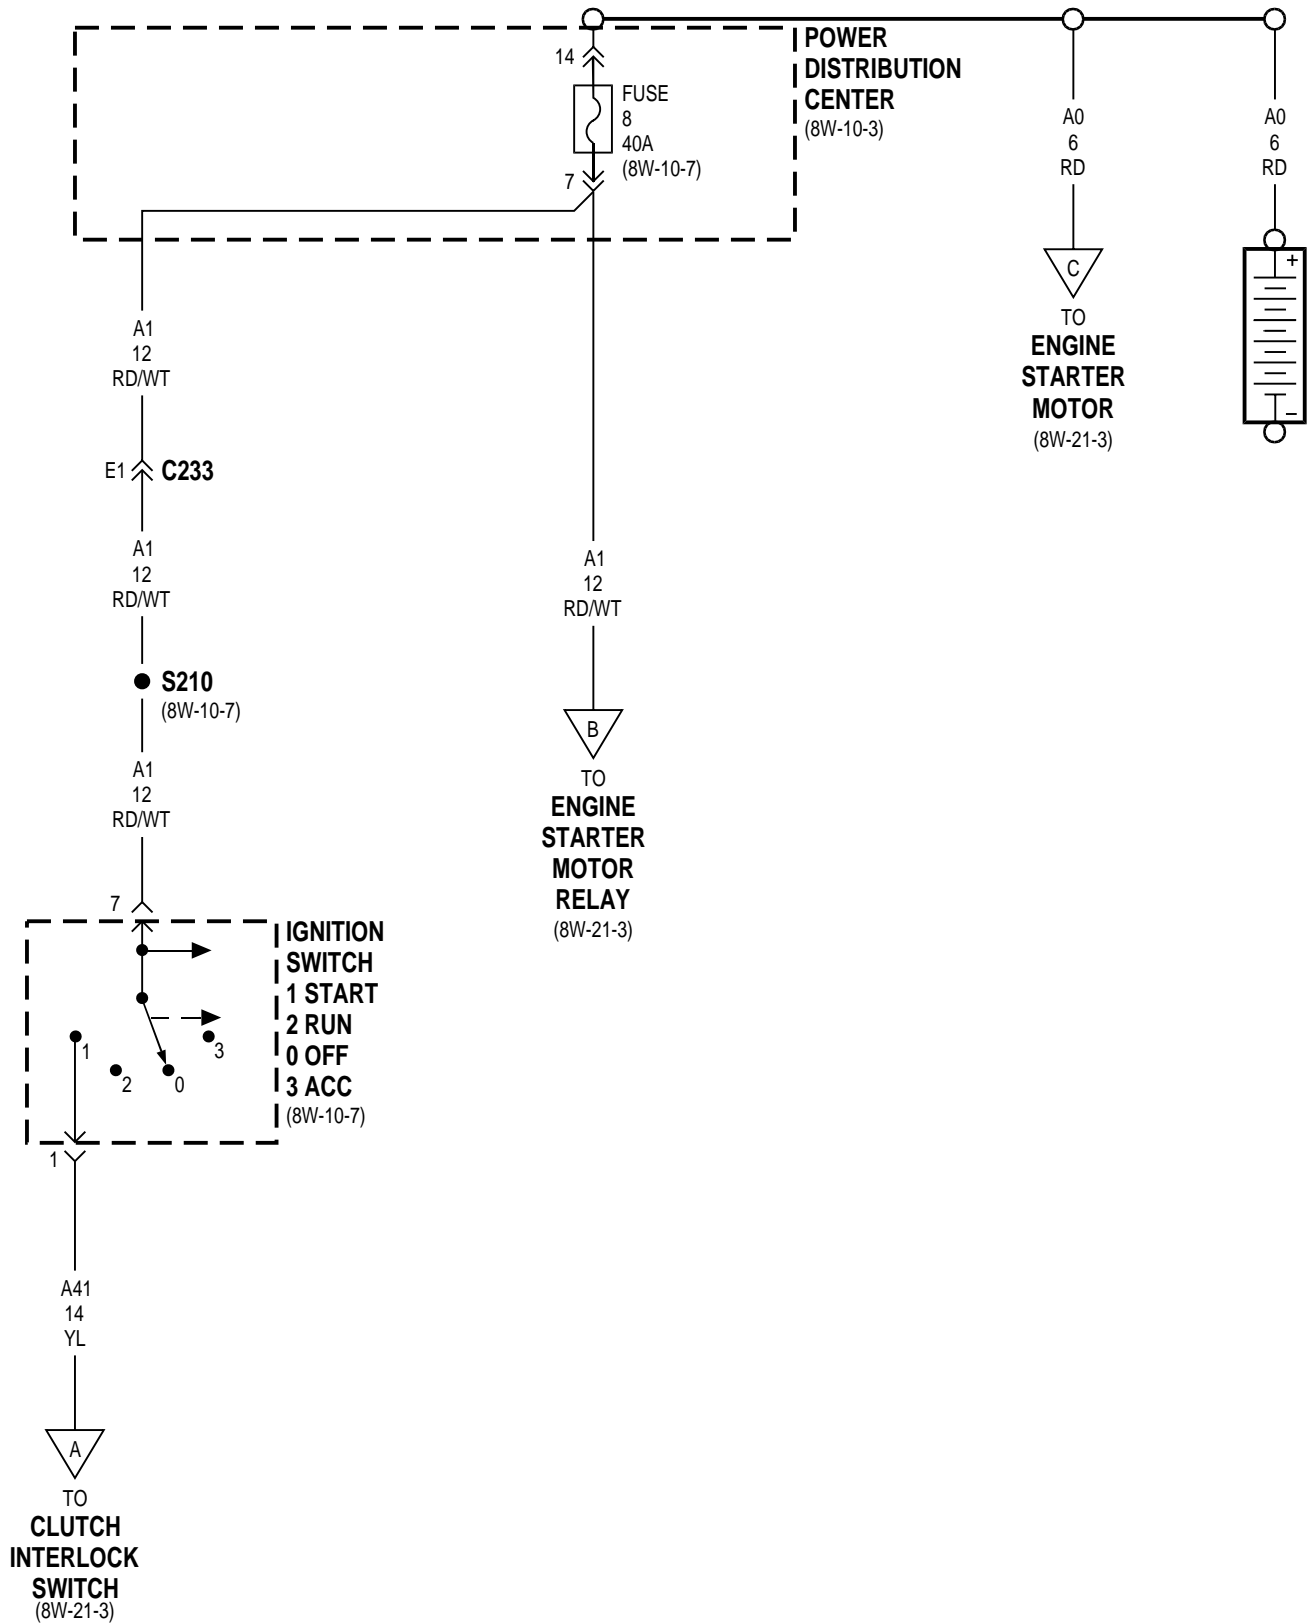 POWER
DISTRIBUTION
CENTER
(8W-10-3)
14
FUSE
8
40A
(8W-10-7)
7
A0
6
RD
A0
6
RD
C
TO
ENGINE
STARTER
MOTOR
(8W-21-3)
+
–
A1
12
RD/WT
E1
C233
A1
12
RD/WT
S210
(8W-10-7)
A1
12
RD/WT
A1
12
RD/WT
B
TO
ENGINE
STARTER
MOTOR
RELAY
(8W-21-3)
7
IGNITION
SWITCH
1 START
2 RUN
0 OFF
3 ACC
(8W-10-7)
1
2
0
3
1
A41
14
YL
A
TO
CLUTCH
INTERLOCK
SWITCH
(8W-21-3)